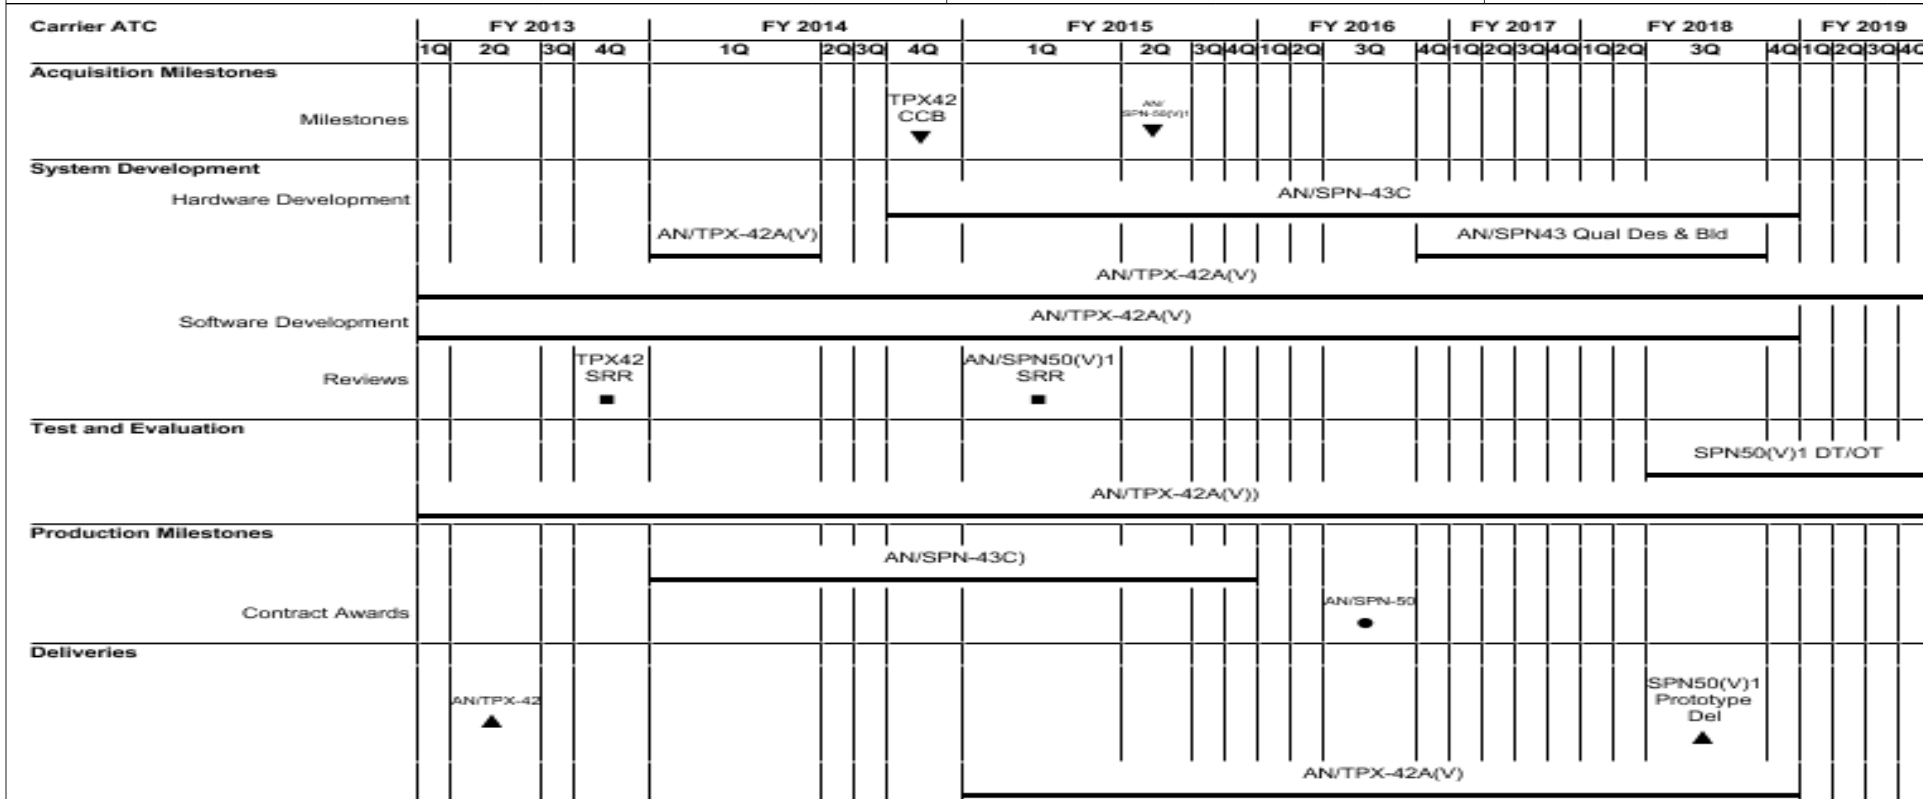 Carrier ATC FY 2013 FY 2014 FY 2015 FY 2016 FY 2017 FY 2018 FY 2019
1Q 2Q 3Q 4Q 1Q 2Q 3Q 4Q 1Q 2Q 3Q 4Q 1Q 2Q 3Q 4Q 1Q 2Q 3Q 4Q 1Q 2Q 3Q 4Q 1Q 2Q 3Q 4Q
Acquisition Milestones
Milestones
TPX42
CCB
AN/
SPN-50(V)1
System Development
Hardware Development
AN/SPN-43C
AN/TPX-42A(V)
AN/SPN43 Qual Des & Bld
AN/TPX-42A(V)
Software Development
AN/TPX-42A(V)
Reviews
TPX42
SRR
AN/SPN50(V)1
SRR
Test and Evaluation
SPN50(V)1 DT/OT
AN/TPX-42A(V))
Production Milestones
AN/SPN-43C)
Contract Awards
AN/SPN-50
Deliveries
AN/TPX-42
SPN50(V)1
Prototype
Del
AN/TPX-42A(V)